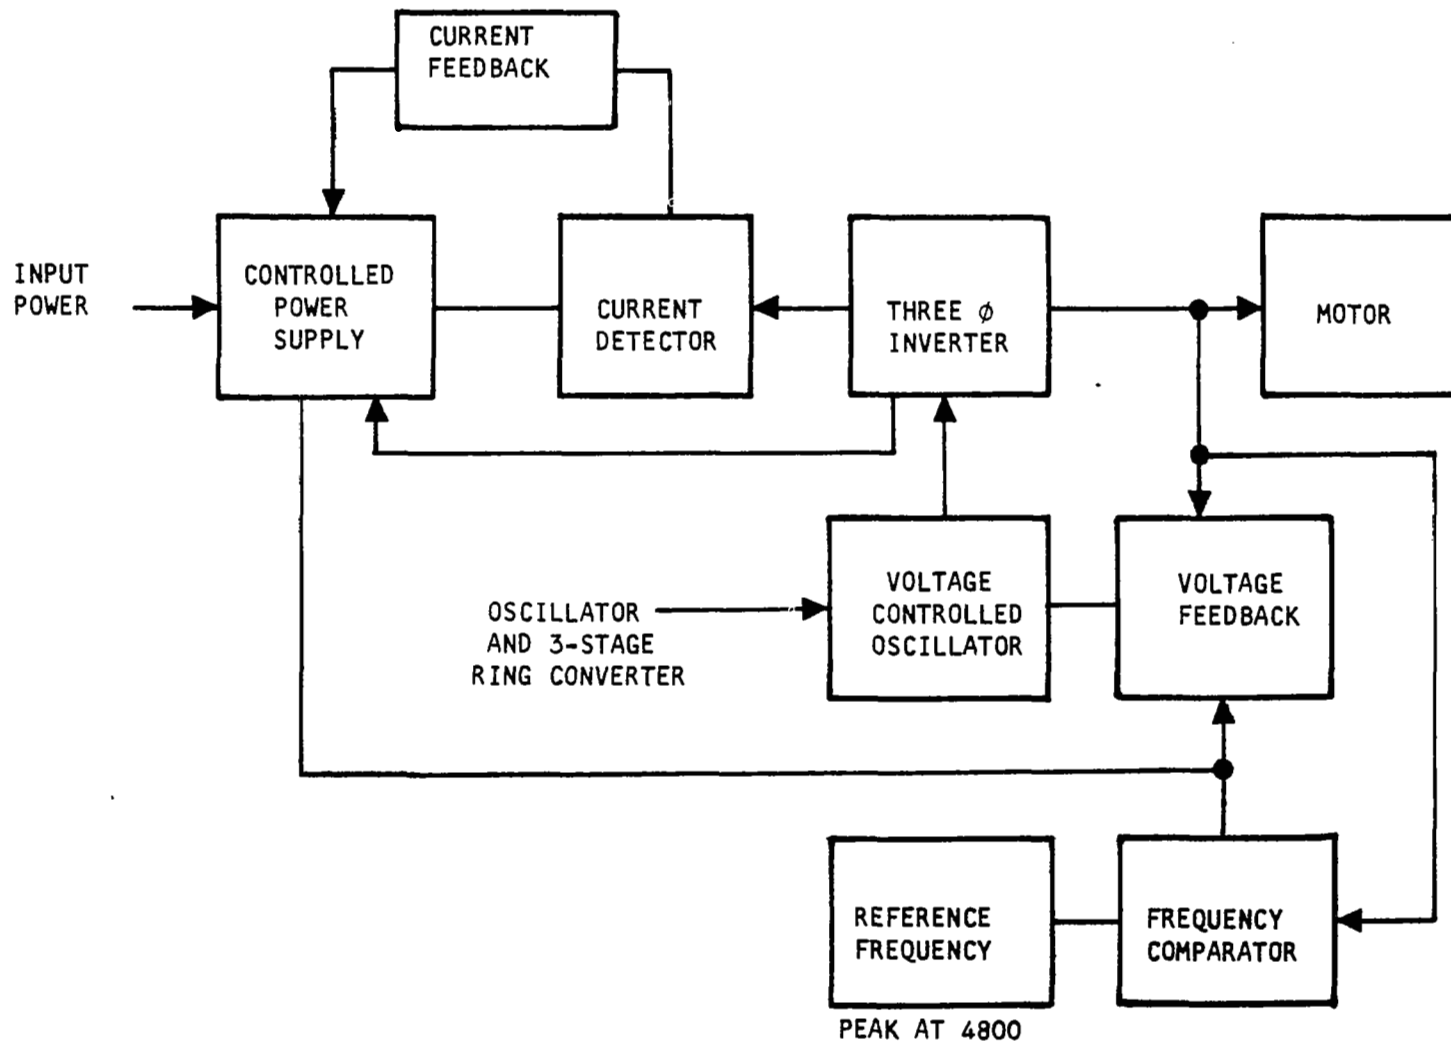 CURRENT
FEEDBACK
INPUT
POWER
CONTROLLED
POWER
SUPPLY
CURRENT
DETECTOR
THREE ϕ
INVERTER
MOTOR
OSCILLATOR
AND 3-STAGE
RING CONVERTER
VOLTAGE
CONTROLLED
OSCILLATOR
VOLTAGE
FEEDBACK
REFERENCE
FREQUENCY
FREQUENCY
COMPARATOR
PEAK AT 4800